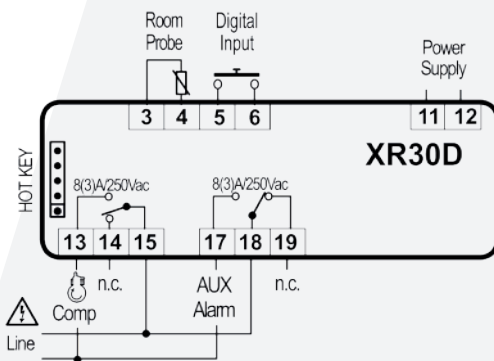 Room Probe
Digital Input
Power Supply
3 4 5 6
11 12
XR30D
HOT KEY
8(3)A/250Vac
8(3)A/250Vac
13 14 15
17 18 19
n.c.
n.c.
Comp
AUX Alarm
Line